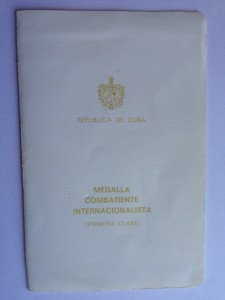 REPUBLICA DE CUBA
MEDALLA
COMBATIENTE
INTERNACIONALISTA
(PRIMERA CLASE)